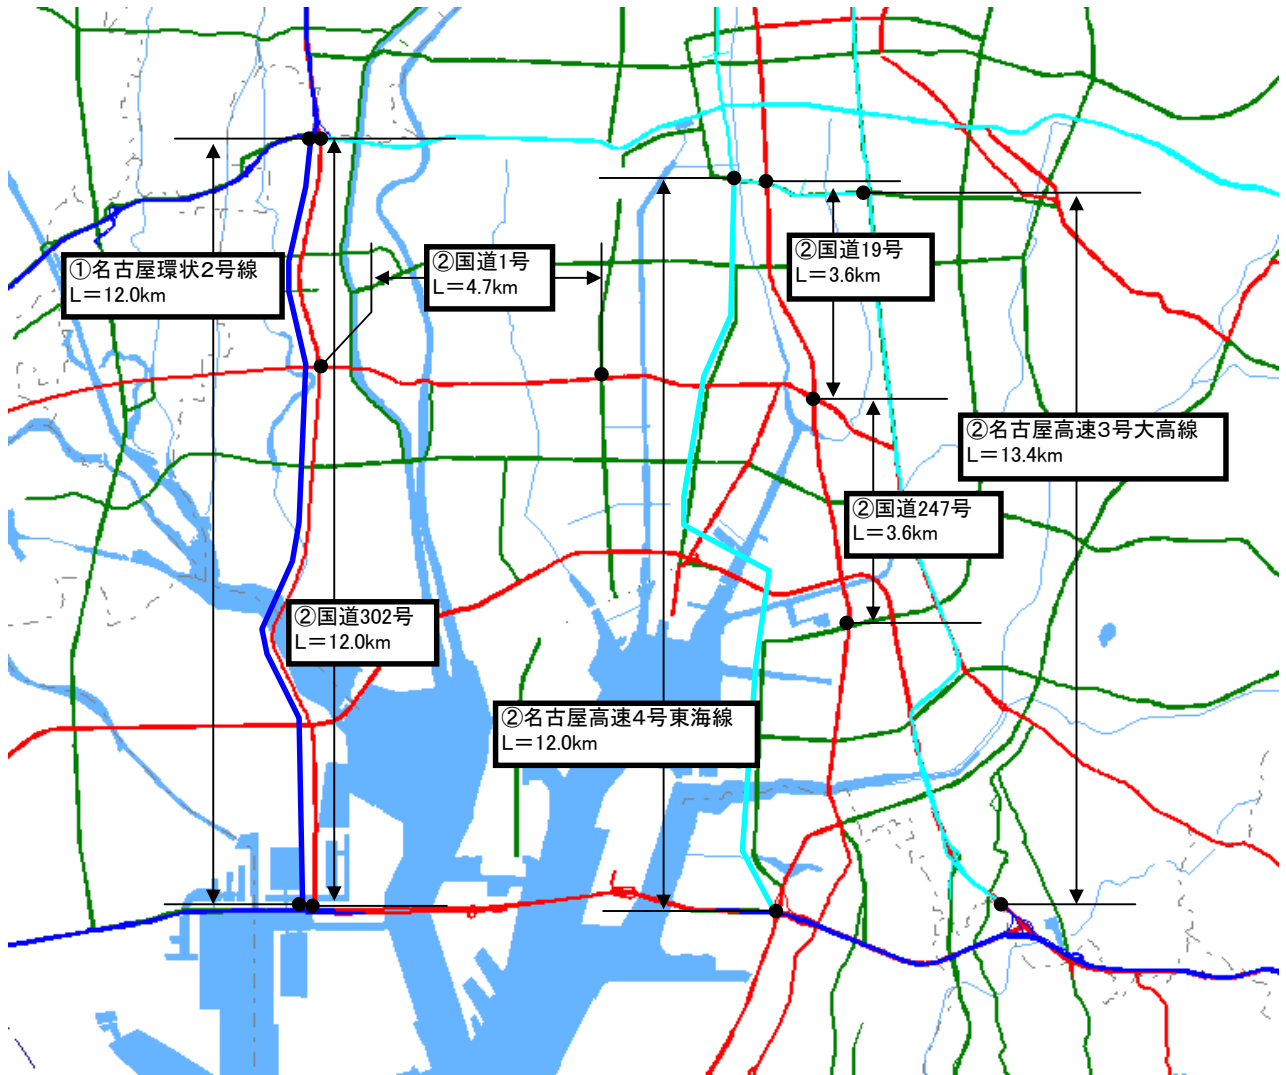 ①名古屋環状2号線
L=12.0km
②国道1号
L=4.7km
②国道19号
L=3.6km
②名古屋高速3号大高線
L=13.4km
②国道247号
L=3.6km
②国道302号
L=12.0km
②名古屋高速4号東海線
L=12.0km